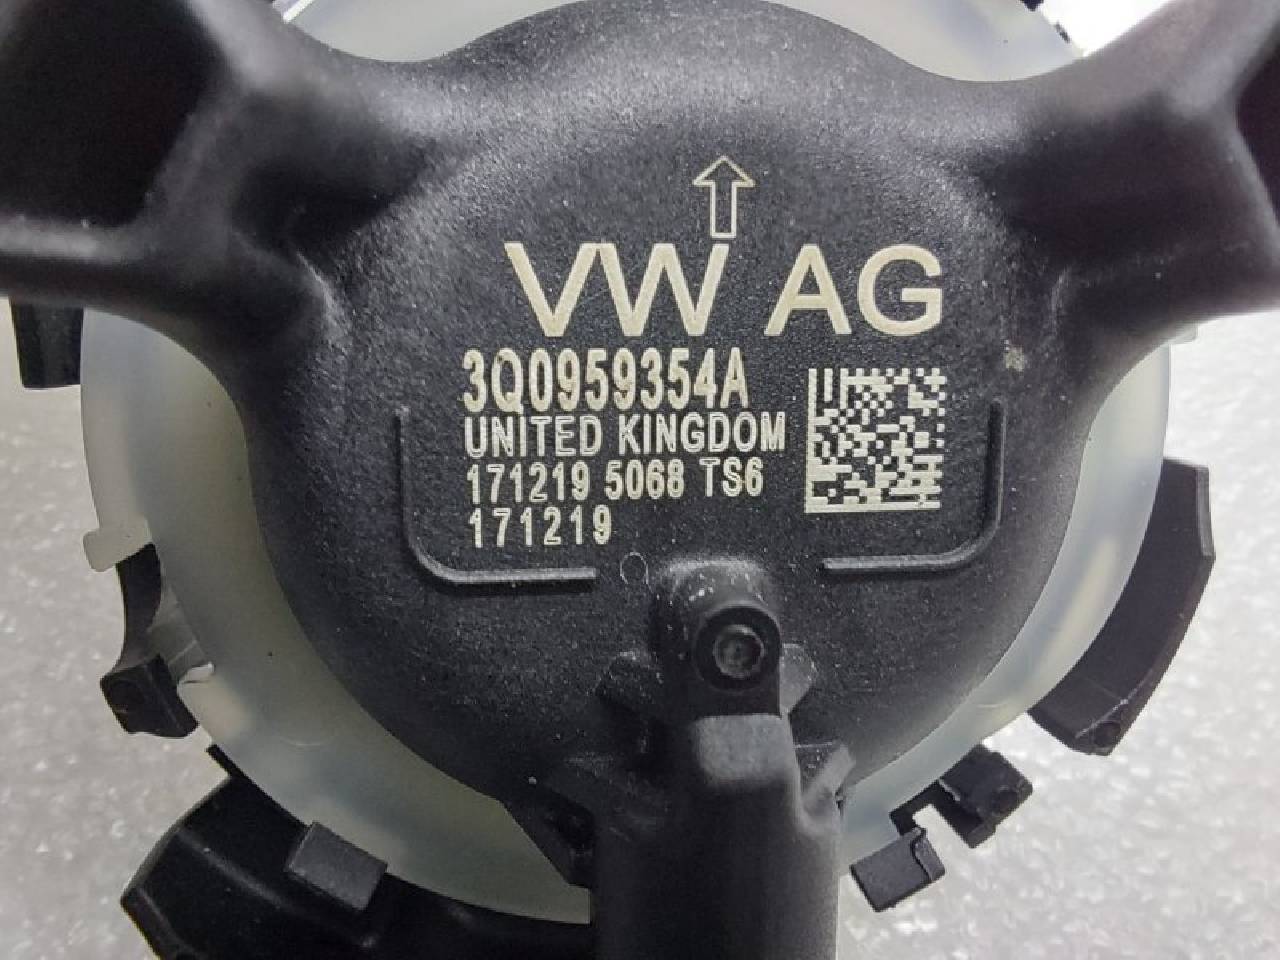 VW AG
3Q0959354A
UNITED KINGDOM
171219 5068 TS6
171219